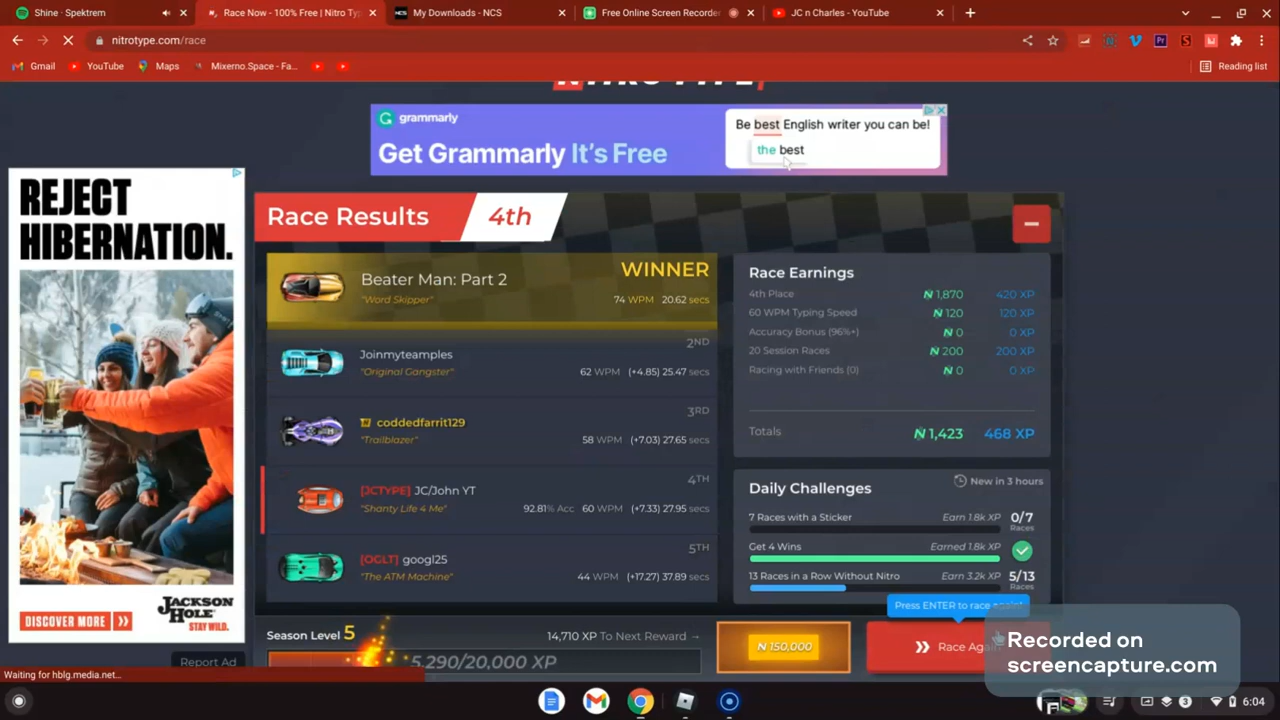 Shine · Spektrem
Race Now - 100% Free | Nitro Typ
NCS
My Downloads - NCS
Free Online Screen Recorder
JC n Charles - YouTube
nitrotype.com/race
Gmail
YouTube
Maps
Mixerno.Space - Fa...
Reading list
NITRO TYPE
grammarly
Get Grammarly It's Free
Be best English writer you can be!
the best
REJECT
HIBERNATION.
DISCOVER MORE
JACKSON
HOLE
STAY WILD.
Report Ad
Race Results
4th
Beater Man: Part 2
WINNER
"Word Skipper"
74 WPM 20.62 secs
Joinmyteamples
2ND
"Original Gangster"
62 WPM (+4.85) 25.47 secs
coddedfarrit129
3RD
"Trailblazer"
58 WPM (+7.03) 27.65 secs
[JCTYPE] JC/John YT
4TH
"Shanty Life 4 Me"
92.81% Acc 60 WPM (+7.33) 27.95 secs
[OGLT] googl25
5TH
"The ATM Machine"
44 WPM (+17.27) 37.89 secs
Race Earnings
4th Place N 1,870 420 XP
60 WPM Typing Speed N 120 120 XP
Accuracy Bonus (96%+) N 0 0 XP
20 Session Races N 200 200 XP
Racing with Friends (0) N 0 0 XP
Totals N 1,423 468 XP
Daily Challenges
New in 3 hours
7 Races with a Sticker Earn 1.8k XP 0/7
Races
Get 4 Wins Earned 1.8k XP
13 Races in a Row Without Nitro Earn 3.2k XP 5/13
Races
Press ENTER to race again!
Season Level 5
14,710 XP To Next Reward →
5,290/20,000 XP
N 150,000
Race Again
Recorded on
screencapture.com
Waiting for hblg.media.net...
3
6:04